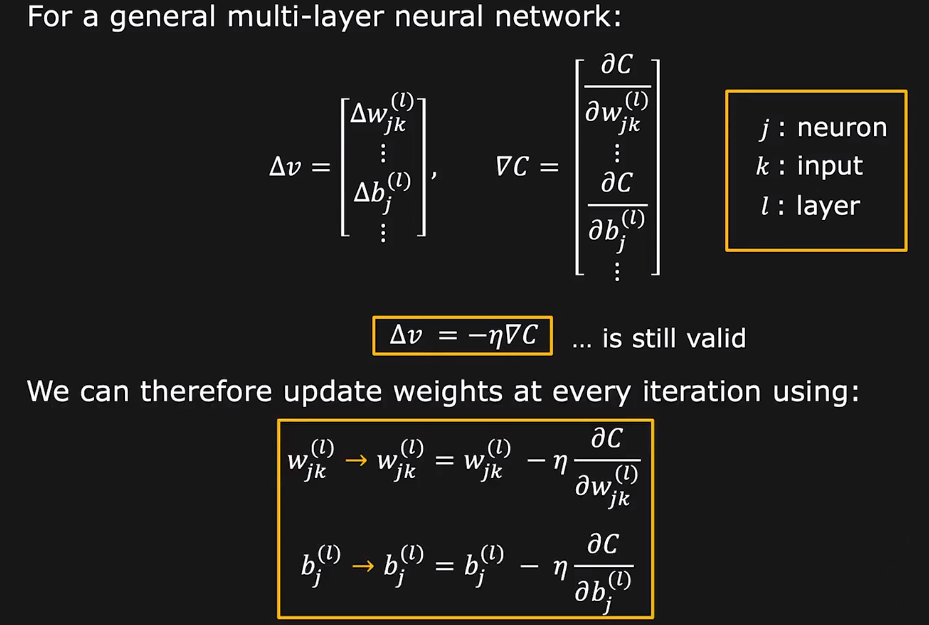 For a general multi-layer neural network:
Δv = [Δw_{jk}^{(l)} ⋮ Δb_j^{(l)} ⋮], ∇C = [∂C/∂w_{jk}^{(l)} ⋮ ∂C/∂b_j^{(l)} ⋮]
j : neuron
k : input
l : layer
Δv = −η∇C ... is still valid
We can therefore update weights at every iteration using:
w_{jk}^{(l)} → w_{jk}^{(l)} = w_{jk}^{(l)} − η ∂C/∂w_{jk}^{(l)}
b_j^{(l)} → b_j^{(l)} = b_j^{(l)} − η ∂C/∂b_j^{(l)}